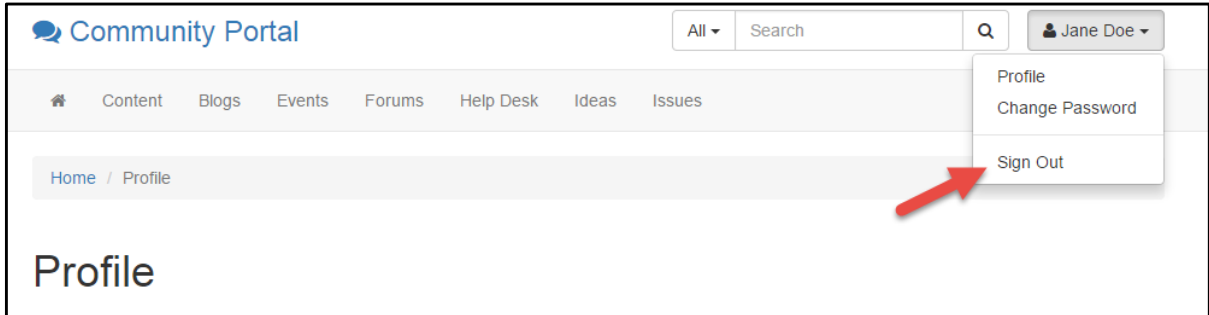 Community Portal
All Search Jane Doe
Profile
Change Password
Sign Out
Content Blogs Events Forums Help Desk Ideas Issues
Home / Profile
Profile